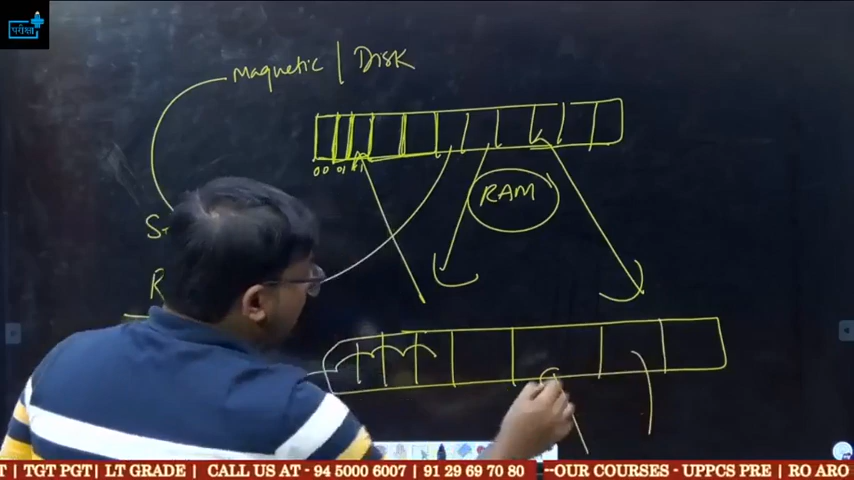 परीक्षा
Magnetic | Disk
00 01
RAM
S
R
T | TGT PGT| LT GRADE | CALL US AT - 94 5000 6007 | 91 29 69 70 80 --OUR COURSES - UPPCS PRE | RO ARO